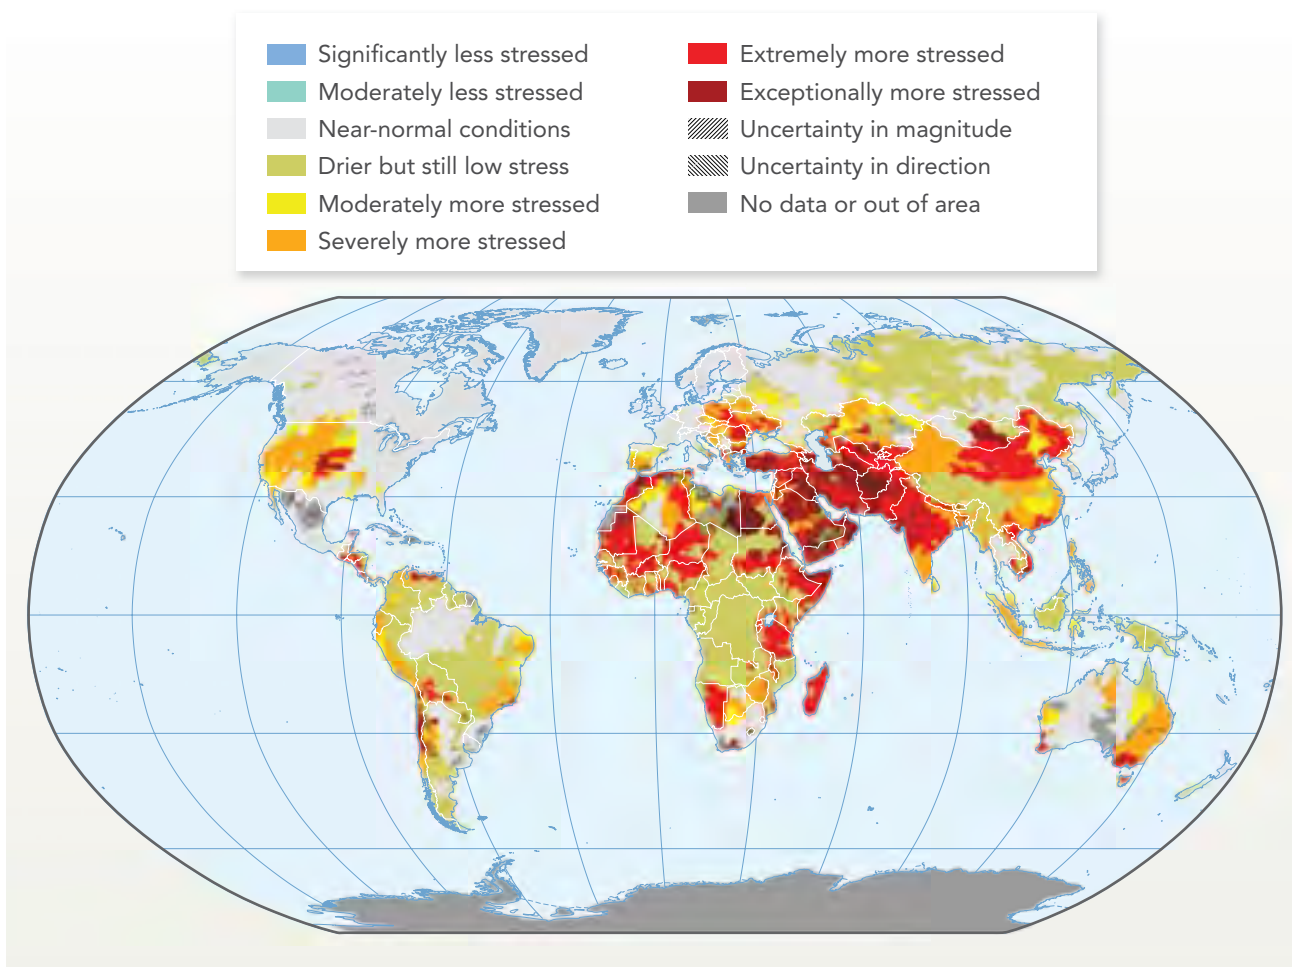 Significantly less stressed
Moderately less stressed
Near-normal conditions
Drier but still low stress
Moderately more stressed
Severely more stressed
Extremely more stressed
Exceptionally more stressed
Uncertainty in magnitude
Uncertainty in direction
No data or out of area